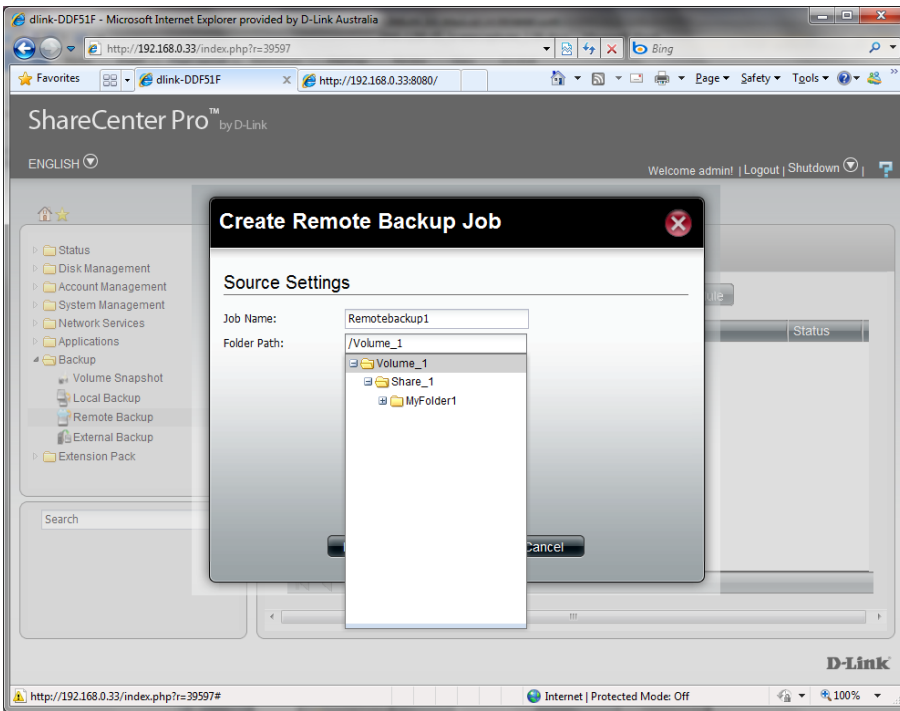 dlink-DDF51F - Microsoft Internet Explorer provided by D-Link Australia
http://192.168.0.33/index.php?r=39597
Bing
Favorites
dlink-DDF51F
http://192.168.0.33:8080/
Page
Safety
Tools
ShareCenter Pro™ by D-Link
ENGLISH
Welcome admin! | Logout | Shutdown |
Create Remote Backup Job
Status
Disk Management
Account Management
System Management
Network Services
Applications
Backup
Volume Snapshot
Local Backup
Remote Backup
External Backup
Extension Pack
Search
Source Settings
Job Name:
Remotebackup1
Folder Path:
/Volume_1
Volume_1
Share_1
MyFolder1
Cancel
Status
D-Link
http://192.168.0.33/index.php?r=39597#
Internet | Protected Mode: Off
100%